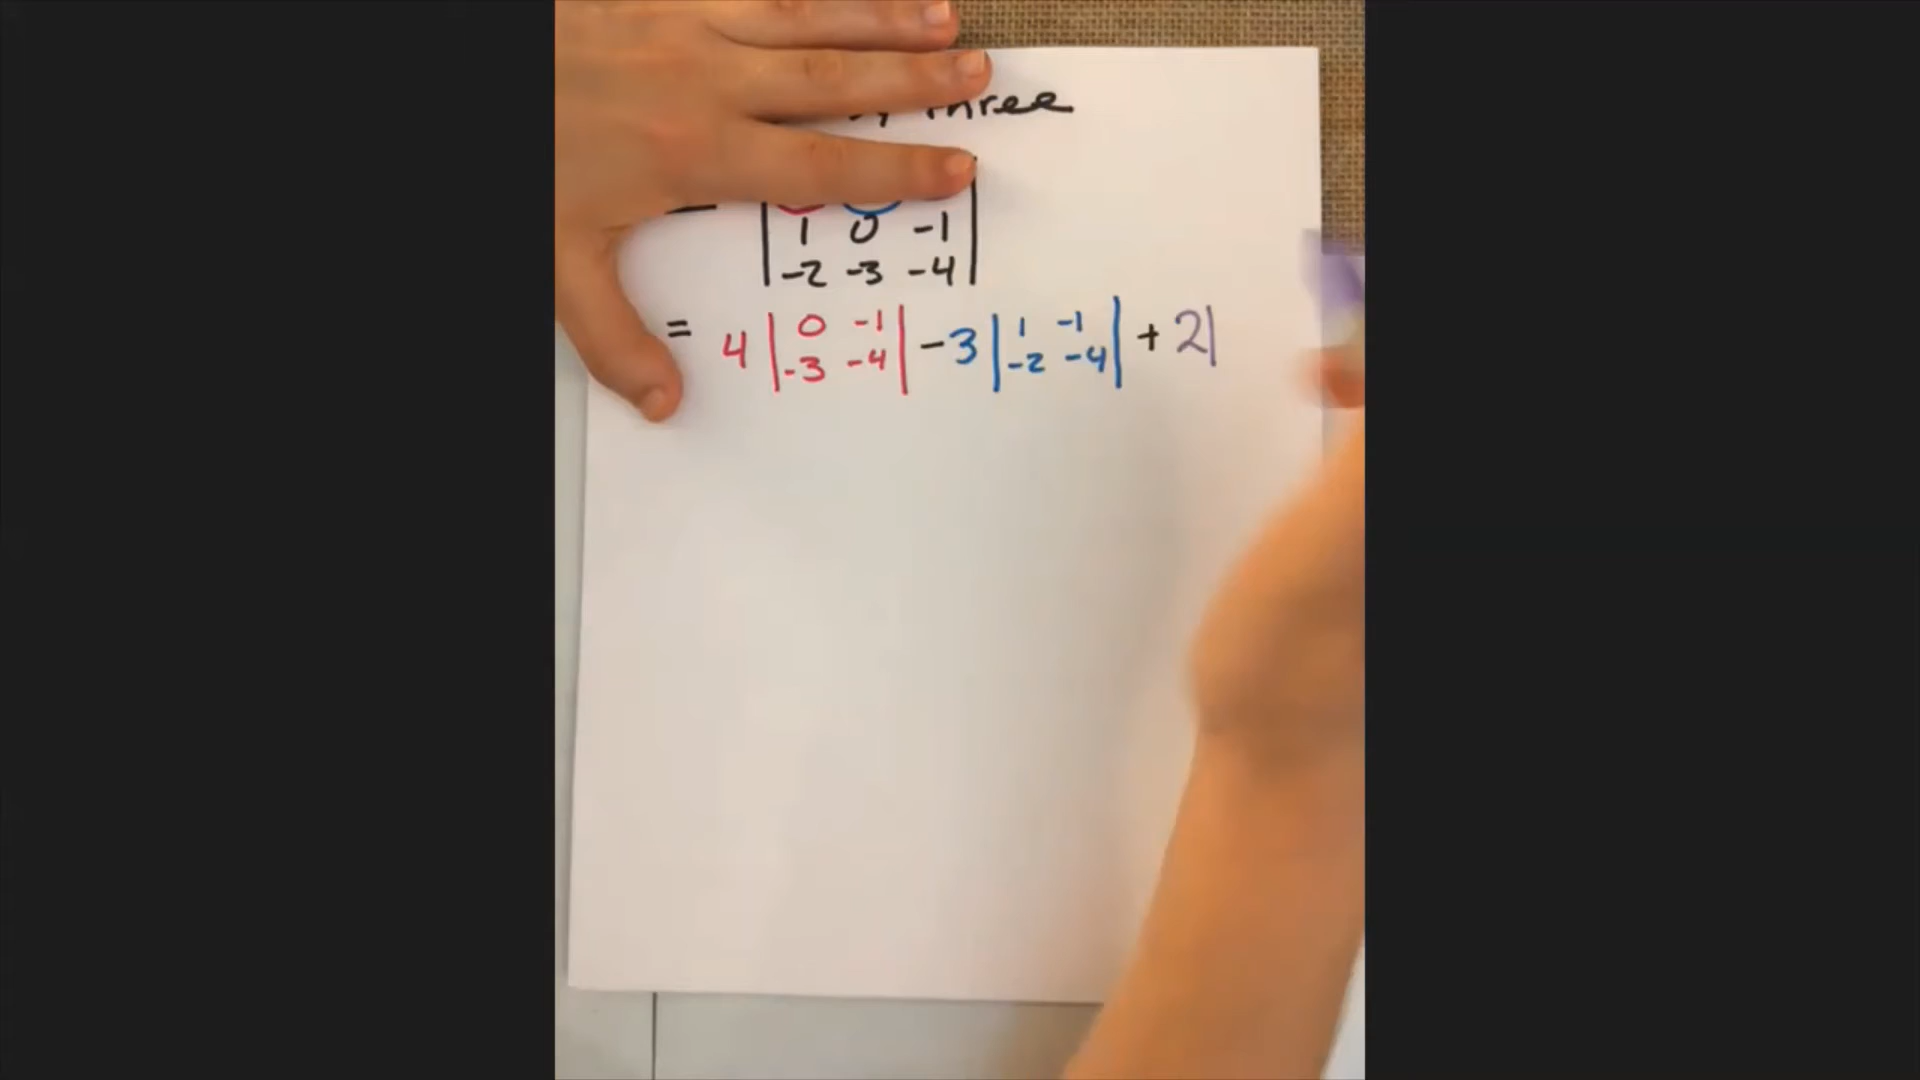 three
| 1 0 -1 |
| -2 -3 -4 |
= 4 | 0 -1 | - 3 | 1 -1 | + 2 |
| -3 -4 | | -2 -4 |